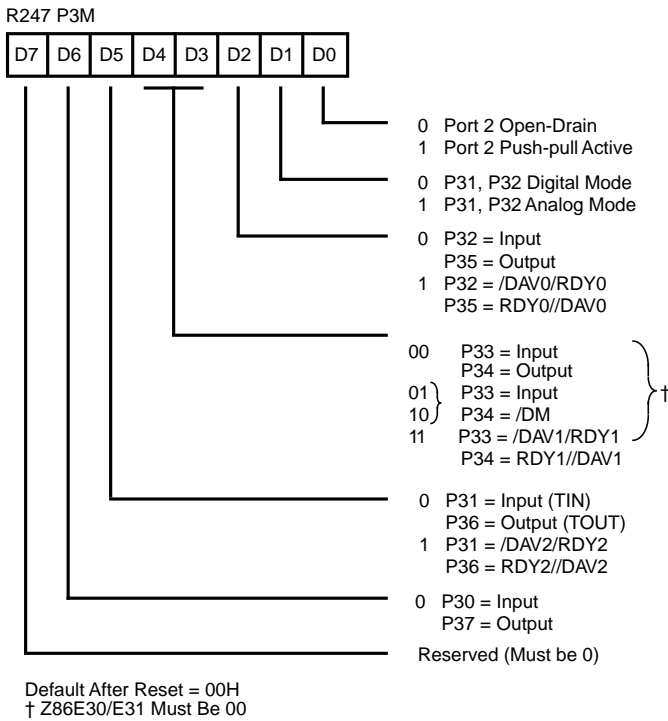 R247 P3M
D7 D6 D5 D4 D3 D2 D1 D0
0 Port 2 Open-Drain
1 Port 2 Push-pull Active
0 P31, P32 Digital Mode
1 P31, P32 Analog Mode
0 P32 = Input
P35 = Output
1 P32 = /DAV0/RDY0
P35 = RDY0//DAV0
00 P33 = Input
P34 = Output
01 P33 = Input
10 P34 = /DM
11 P33 = /DAV1/RDY1
P34 = RDY1//DAV1
†
0 P31 = Input (TIN)
P36 = Output (TOUT)
1 P31 = /DAV2/RDY2
P36 = RDY2//DAV2
0 P30 = Input
P37 = Output
Reserved (Must be 0)
Default After Reset = 00H
† Z86E30/E31 Must Be 00